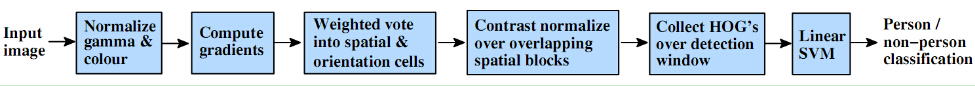 Input
image
Normalize
gamma &
colour
Compute
gradients
Weighted vote
into spatial &
orientation cells
Contrast normalize
over overlapping
spatial blocks
Collect HOG's
over detection
window
Linear
SVM
Person /
non−person
classification